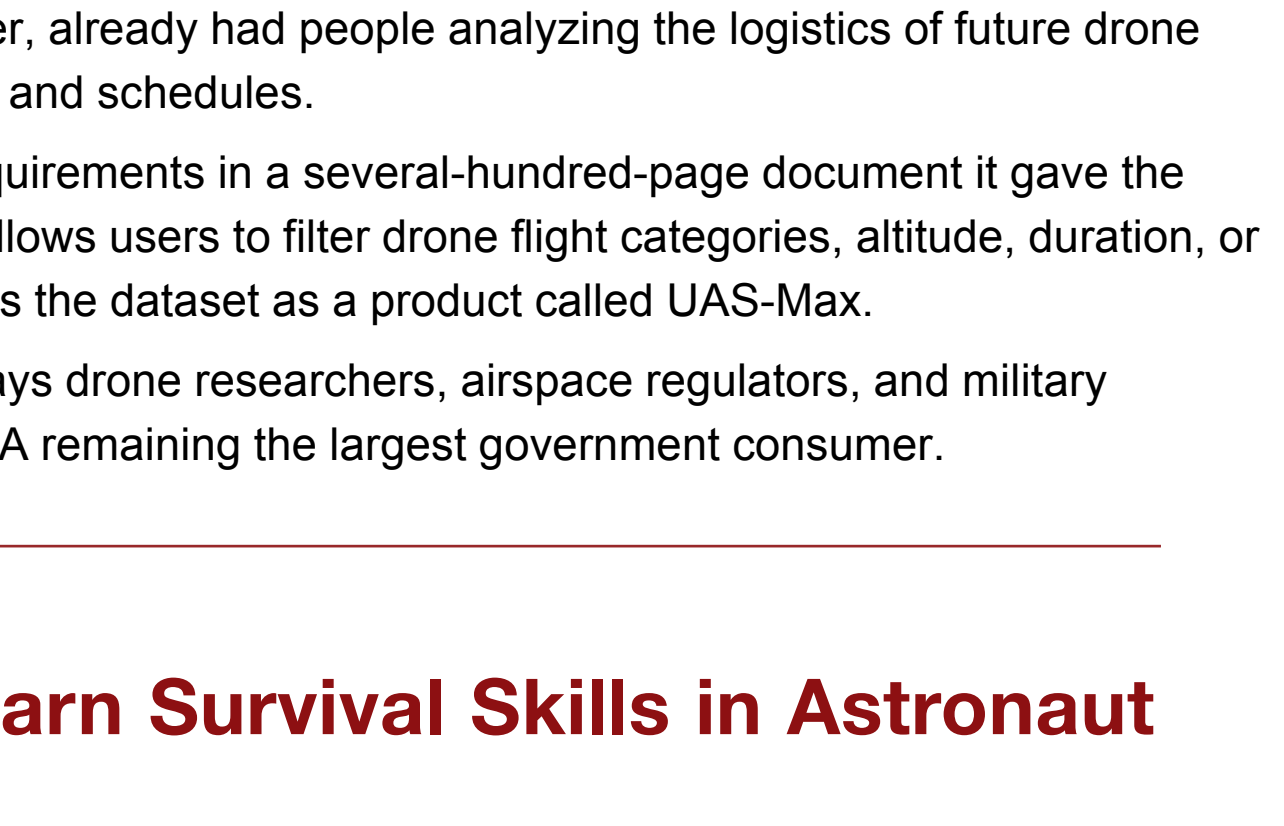 er, already had people analyzing the logistics of future drone
and schedules.
quirements in a several-hundred-page document it gave the
llows users to filter drone flight categories, altitude, duration, or
s the dataset as a product called UAS-Max.
ays drone researchers, airspace regulators, and military
A remaining the largest government consumer.
arn Survival Skills in Astronaut